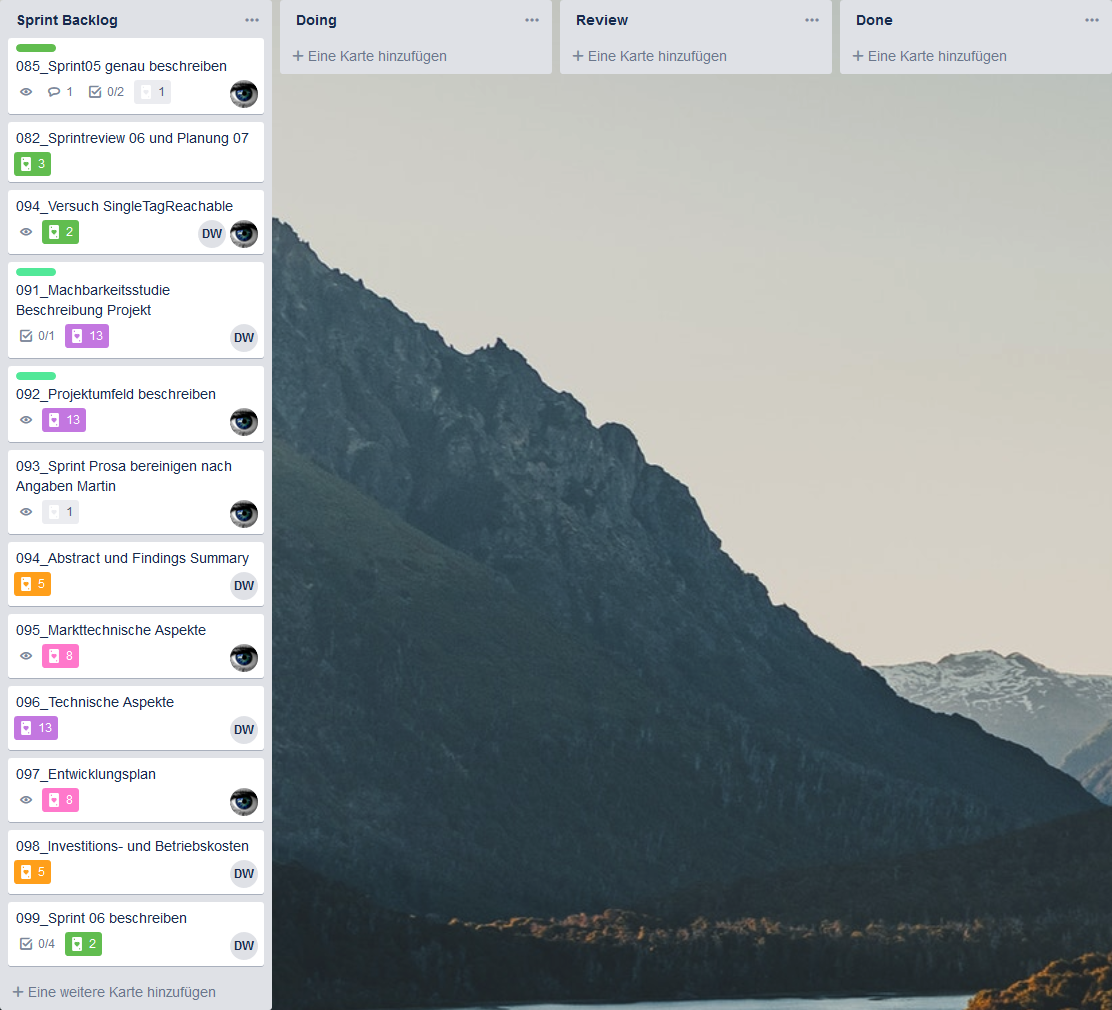 Sprint Backlog
085_Sprint05 genau beschreiben
1 0/2 1
082_Sprintreview 06 und Planung 07
3
094_Versuch SingleTagReachable
2 DW
091_Machbarkeitsstudie
Beschreibung Projekt
0/1 13 DW
092_Projektumfeld beschreiben
13
093_Sprint Prosa bereinigen nach
Angaben Martin
1
094_Abstract und Findings Summary
5 DW
095_Markttechnische Aspekte
8
096_Technische Aspekte
13 DW
097_Entwicklungsplan
8
098_Investitions- und Betriebskosten
5 DW
099_Sprint 06 beschreiben
0/4 2 DW
+ Eine weitere Karte hinzufügen
Doing
+ Eine Karte hinzufügen
Review
+ Eine Karte hinzufügen
Done
+ Eine Karte hinzufügen